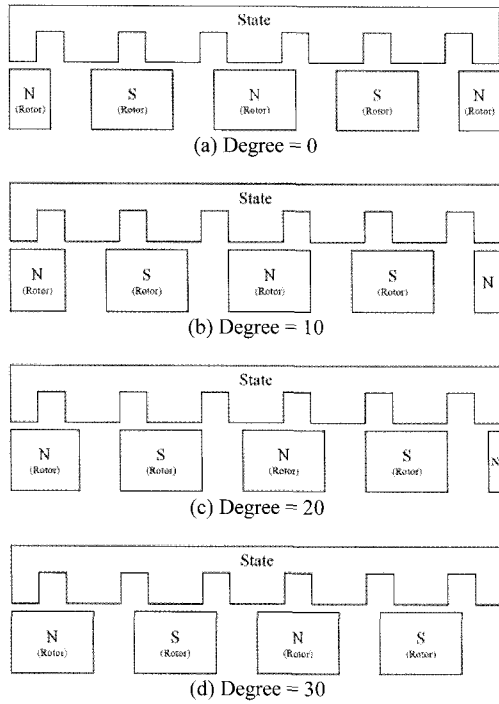 State
N S N S N
(Rotor) (Rotor) (Rotor) (Rotor) (Rotor)
(a) Degree = 0
State
N S N S N
(Rotor) (Rotor) (Rotor) (Rotor)
(b) Degree = 10
State
N S N S N
(Rotor) (Rotor) (Rotor) (Rotor)
(c) Degree = 20
State
N S N S
(Rotor) (Rotor) (Rotor) (Rotor)
(d) Degree = 30